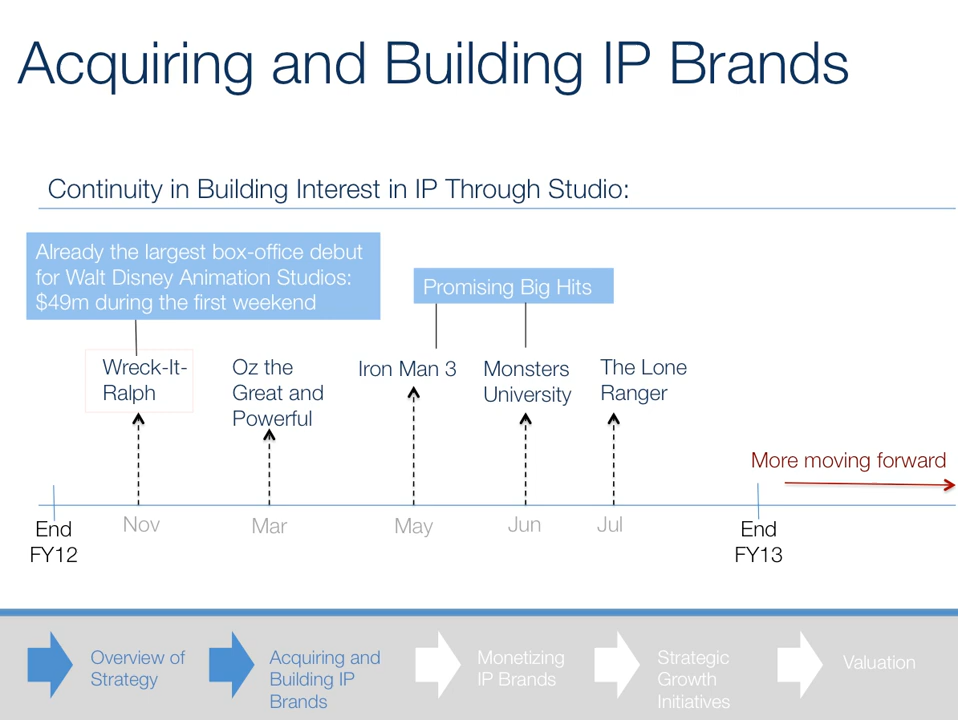 Acquiring and Building IP Brands
Continuity in Building Interest in IP Through Studio:
Already the largest box-office debut
for Walt Disney Animation Studios:
$49m during the first weekend
Promising Big Hits
Wreck-It-
Ralph
Oz the
Great and
Powerful
Iron Man 3
Monsters
University
The Lone
Ranger
More moving forward
End
FY12
Nov
Mar
May
Jun
Jul
End
FY13
Overview of
Strategy
Acquiring and
Building IP
Brands
Monetizing
IP Brands
Strategic
Growth
Initiatives
Valuation